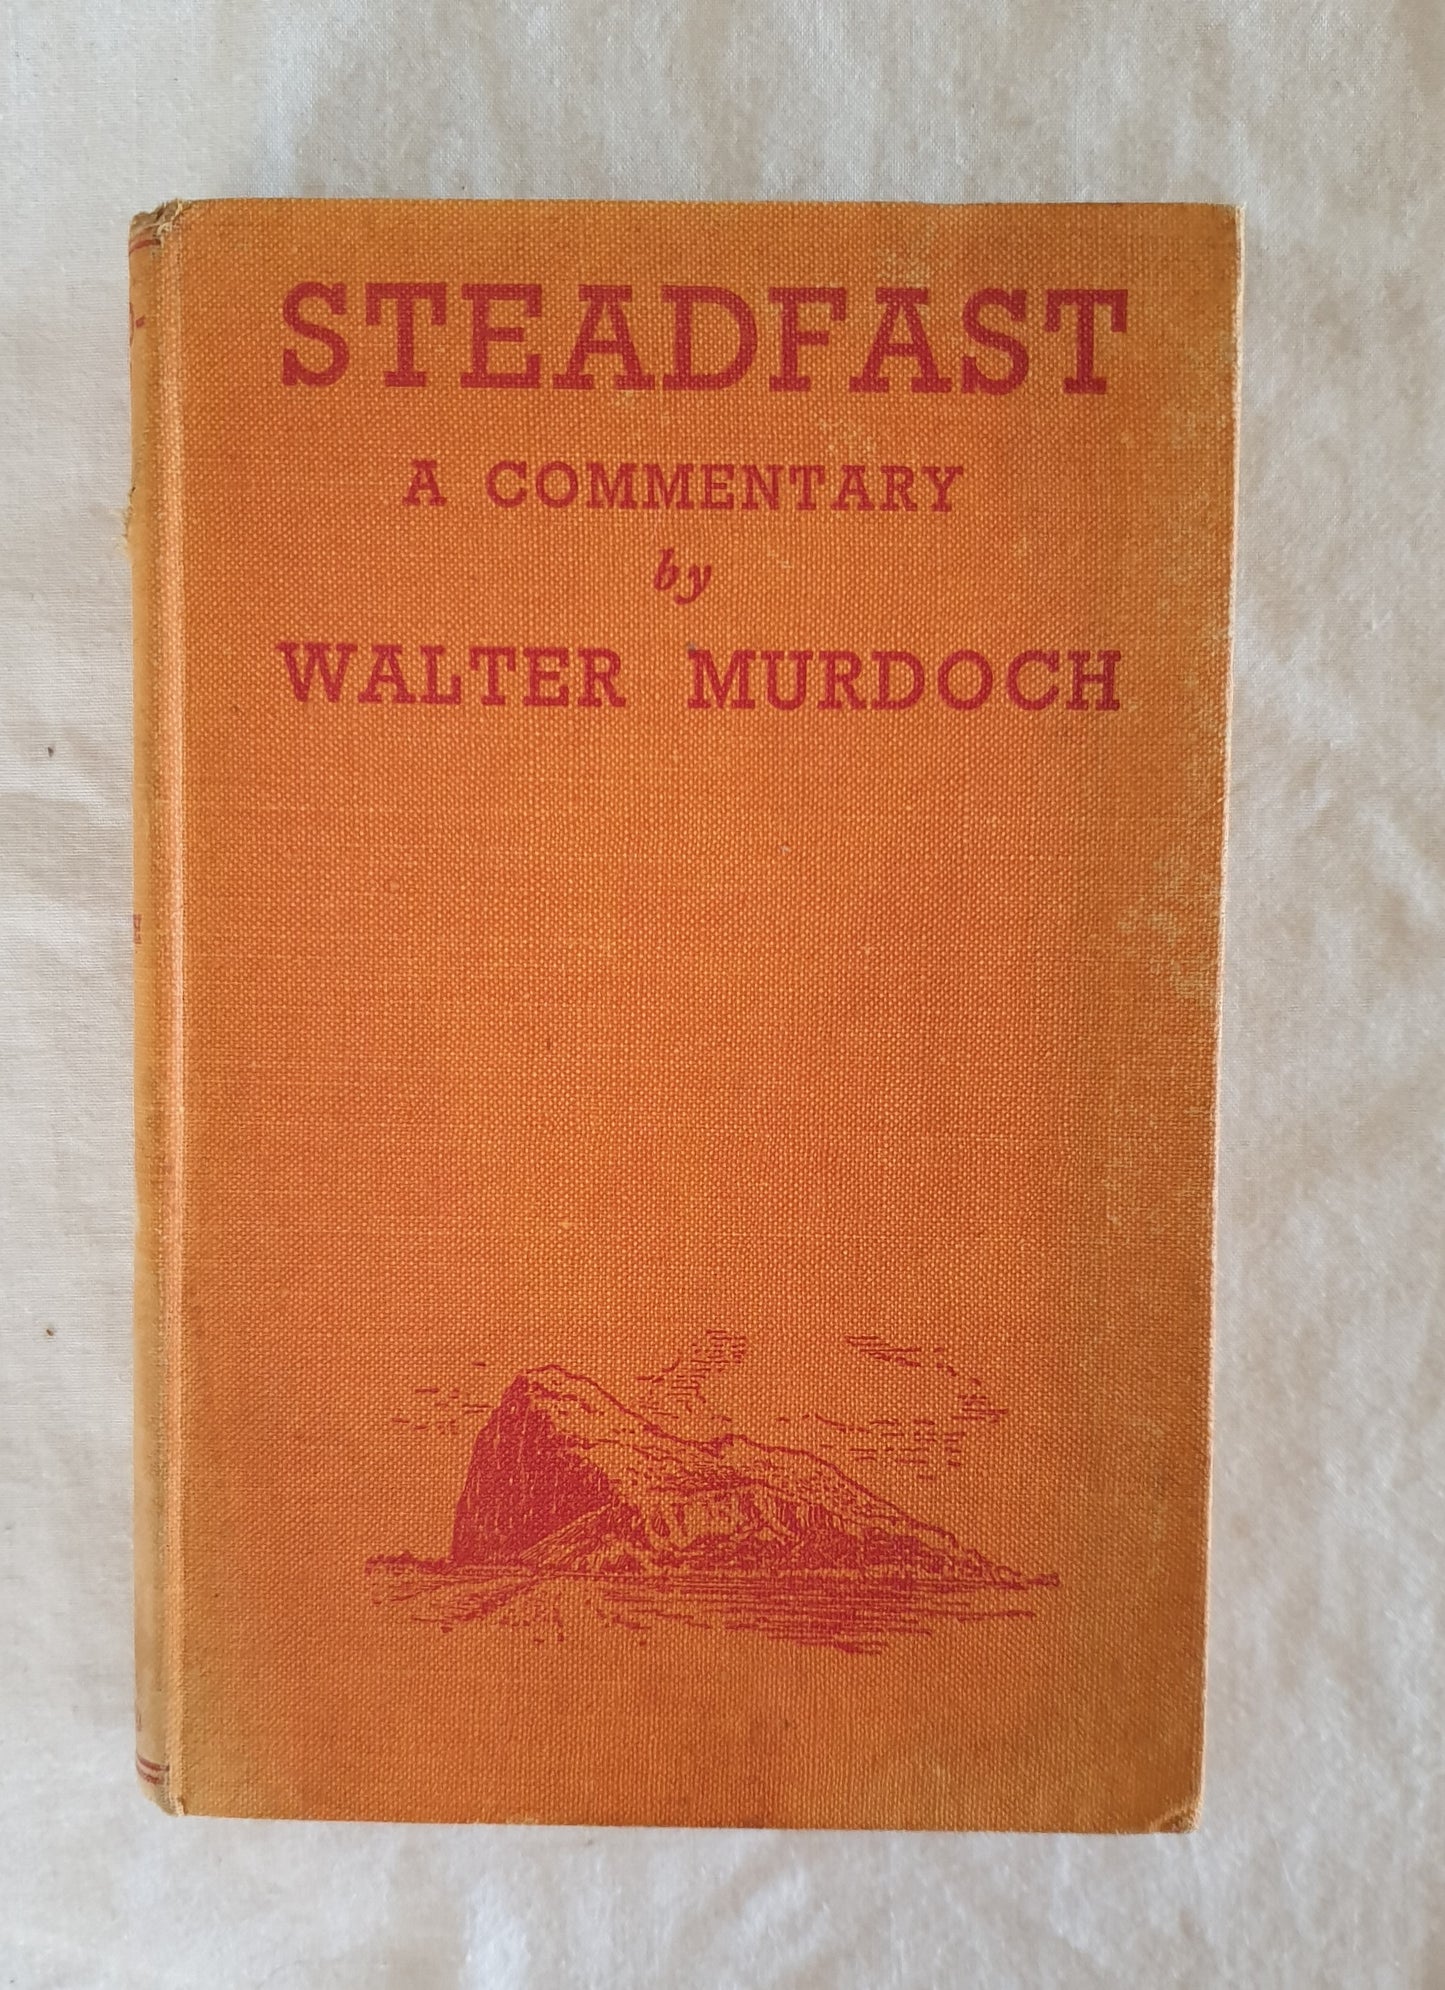 STEADFAST
A COMMENTARY
by
WALTER MURDOCH